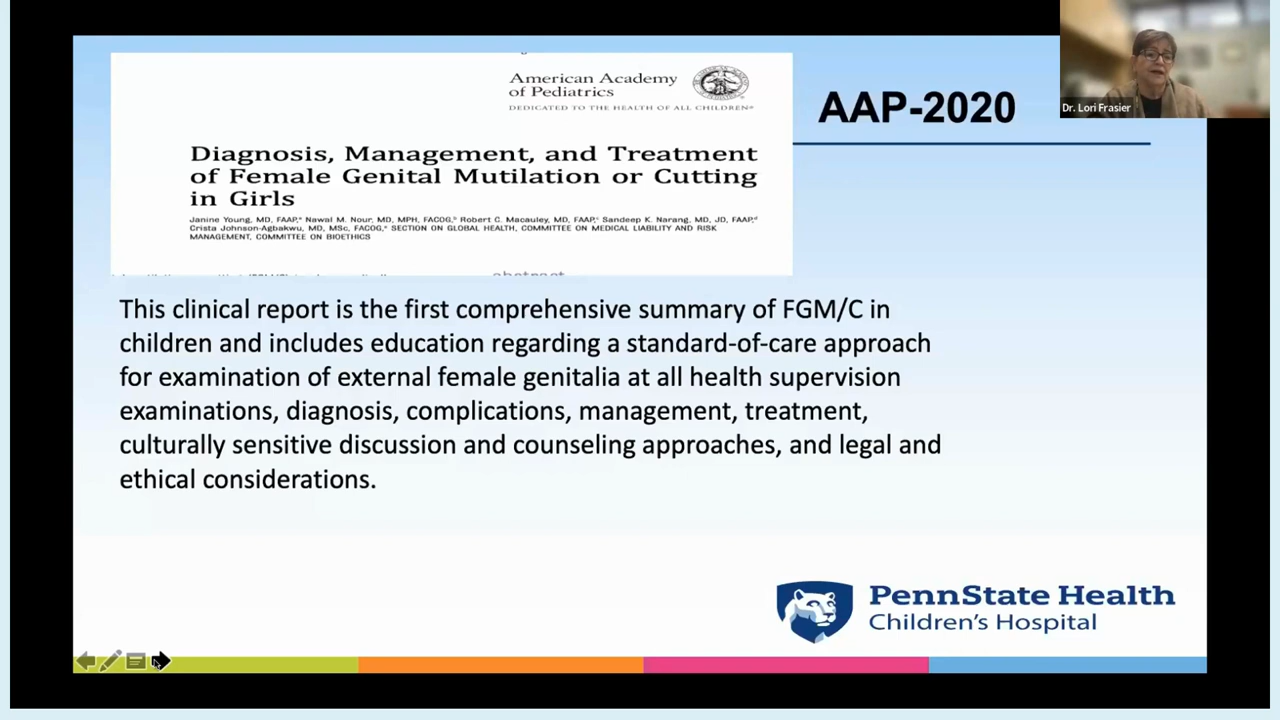 American Academy
of Pediatrics
DEDICATED TO THE HEALTH OF ALL CHILDREN®
AAP-2020
Dr. Lori Frasier
Diagnosis, Management, and Treatment
of Female Genital Mutilation or Cutting
in Girls
Janine Young, MD, FAAP,ᵃ Nawal M. Nour, MD, MPH, FACOG,ᵇ Robert C. Macauley, MD, FAAP,ᶜ Sandeep K. Narang, MD, JD, FAAP,ᵈ
Crista Johnson-Agbakwu, MD, MSc, FACOG,ᵉ SECTION ON GLOBAL HEALTH, COMMITTEE ON MEDICAL LIABILITY AND RISK
MANAGEMENT, COMMITTEE ON BIOETHICS
abstract
This clinical report is the first comprehensive summary of FGM/C in
children and includes education regarding a standard-of-care approach
for examination of external female genitalia at all health supervision
examinations, diagnosis, complications, management, treatment,
culturally sensitive discussion and counseling approaches, and legal and
ethical considerations.
PennState Health
Children's Hospital